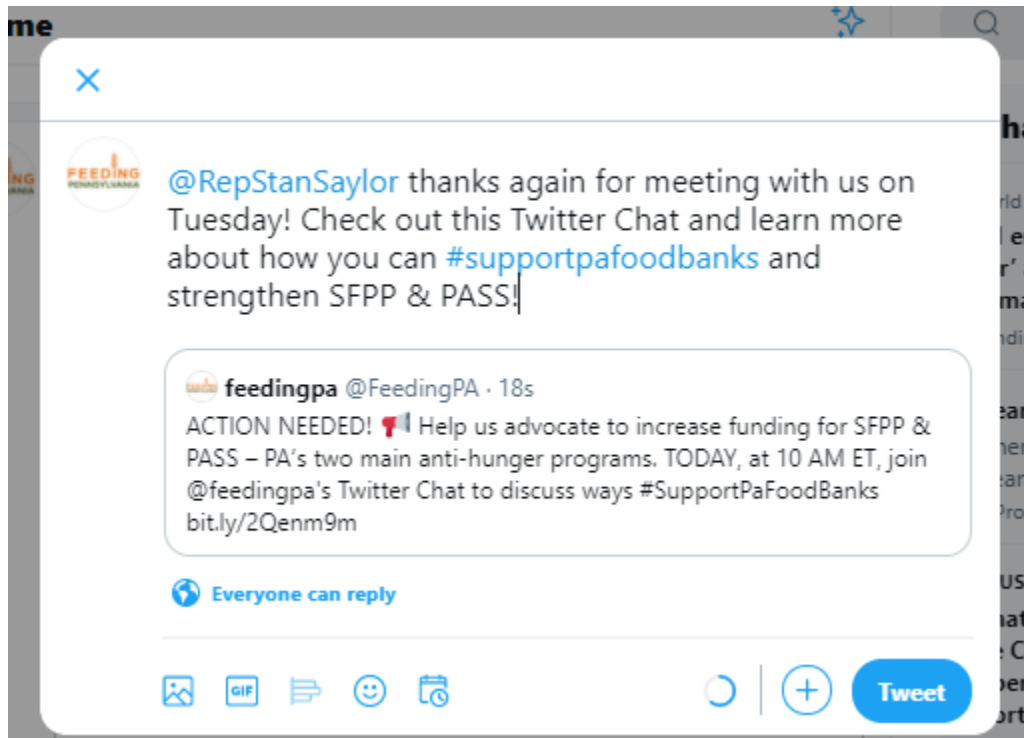 me
FEEDING
PENNSYLVANIA
@RepStanSaylor thanks again for meeting with us on
Tuesday! Check out this Twitter Chat and learn more
about how you can #supportpafoodbanks and
strengthen SFPP & PASS!
feedingpa @FeedingPA · 18s
ACTION NEEDED! 📢 Help us advocate to increase funding for SFPP &
PASS – PA's two main anti-hunger programs. TODAY, at 10 AM ET, join
@feedingpa's Twitter Chat to discuss ways #SupportPaFoodBanks
bit.ly/2Qenm9m
Everyone can reply
GIF
Tweet